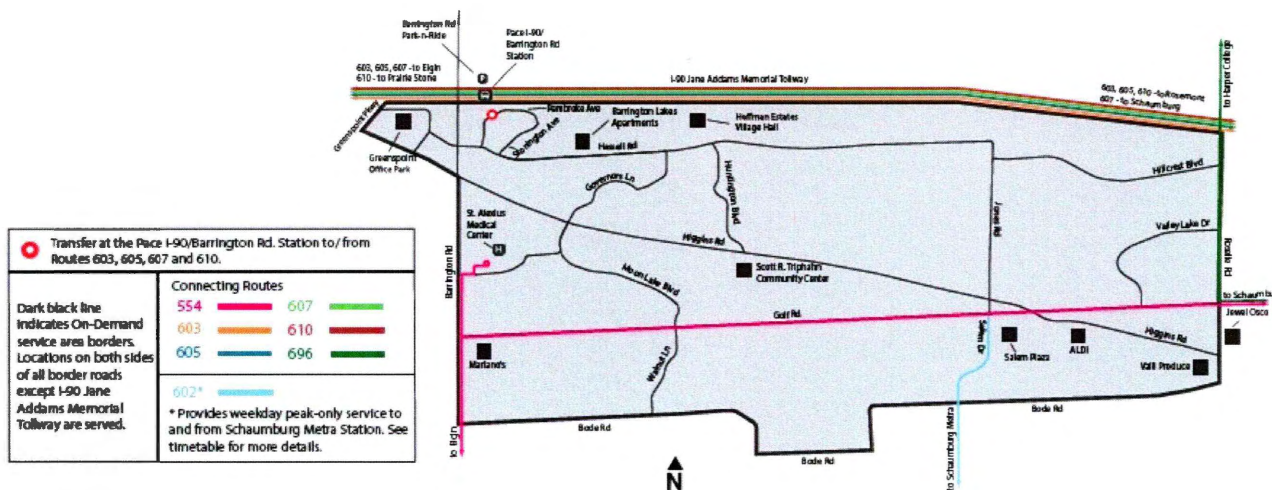 Barrington Rd
Park-n-Ride
Pace I-90/
Barrington Rd
Station
603, 605, 607 - to Elgin
610 - to Prairie Stone
I-90 Jane Addams Memorial Tollway
603, 605, 610 - to Rosemont
607 - to Schaumburg
to Harper College
Greenspoint Pkwy
Greenspoint
Office Park
Pembroke Ave
Stonington Ave
Barrington Lakes
Apartments
Hoffman Estates
Village Hall
Hassell Rd
Governors Ln
Huntington Blvd
Jones Rd
Hillcrest Blvd
Valley Lake Dr
Roselle Rd
St. Alexius
Medical
Center
H
Barrington Rd
Higgins Rd
Moon Lake Blvd
Scott R. Triphahn
Community Center
Golf Rd
to Schaumbu
Jewel Osco
Higgins Rd
Salem Dr
Salem Plaza
ALDI
Valli Produce
Marland's
Walnut Ln
Bode Rd
Bode Rd
Bode Rd
to Elgin
to Schaumburg Metra
N
Transfer at the Pace I-90/Barrington Rd. Station to/from
Routes 603, 605, 607 and 610.
Dark black line
indicates On-Demand
service area borders.
Locations on both sides
of all border roads
except I-90 Jane
Addams Memorial
Tollway are served.
Connecting Routes
554 607
603 610
605 696
602*
* Provides weekday peak-only service to
and from Schaumburg Metra Station. See
timetable for more details.